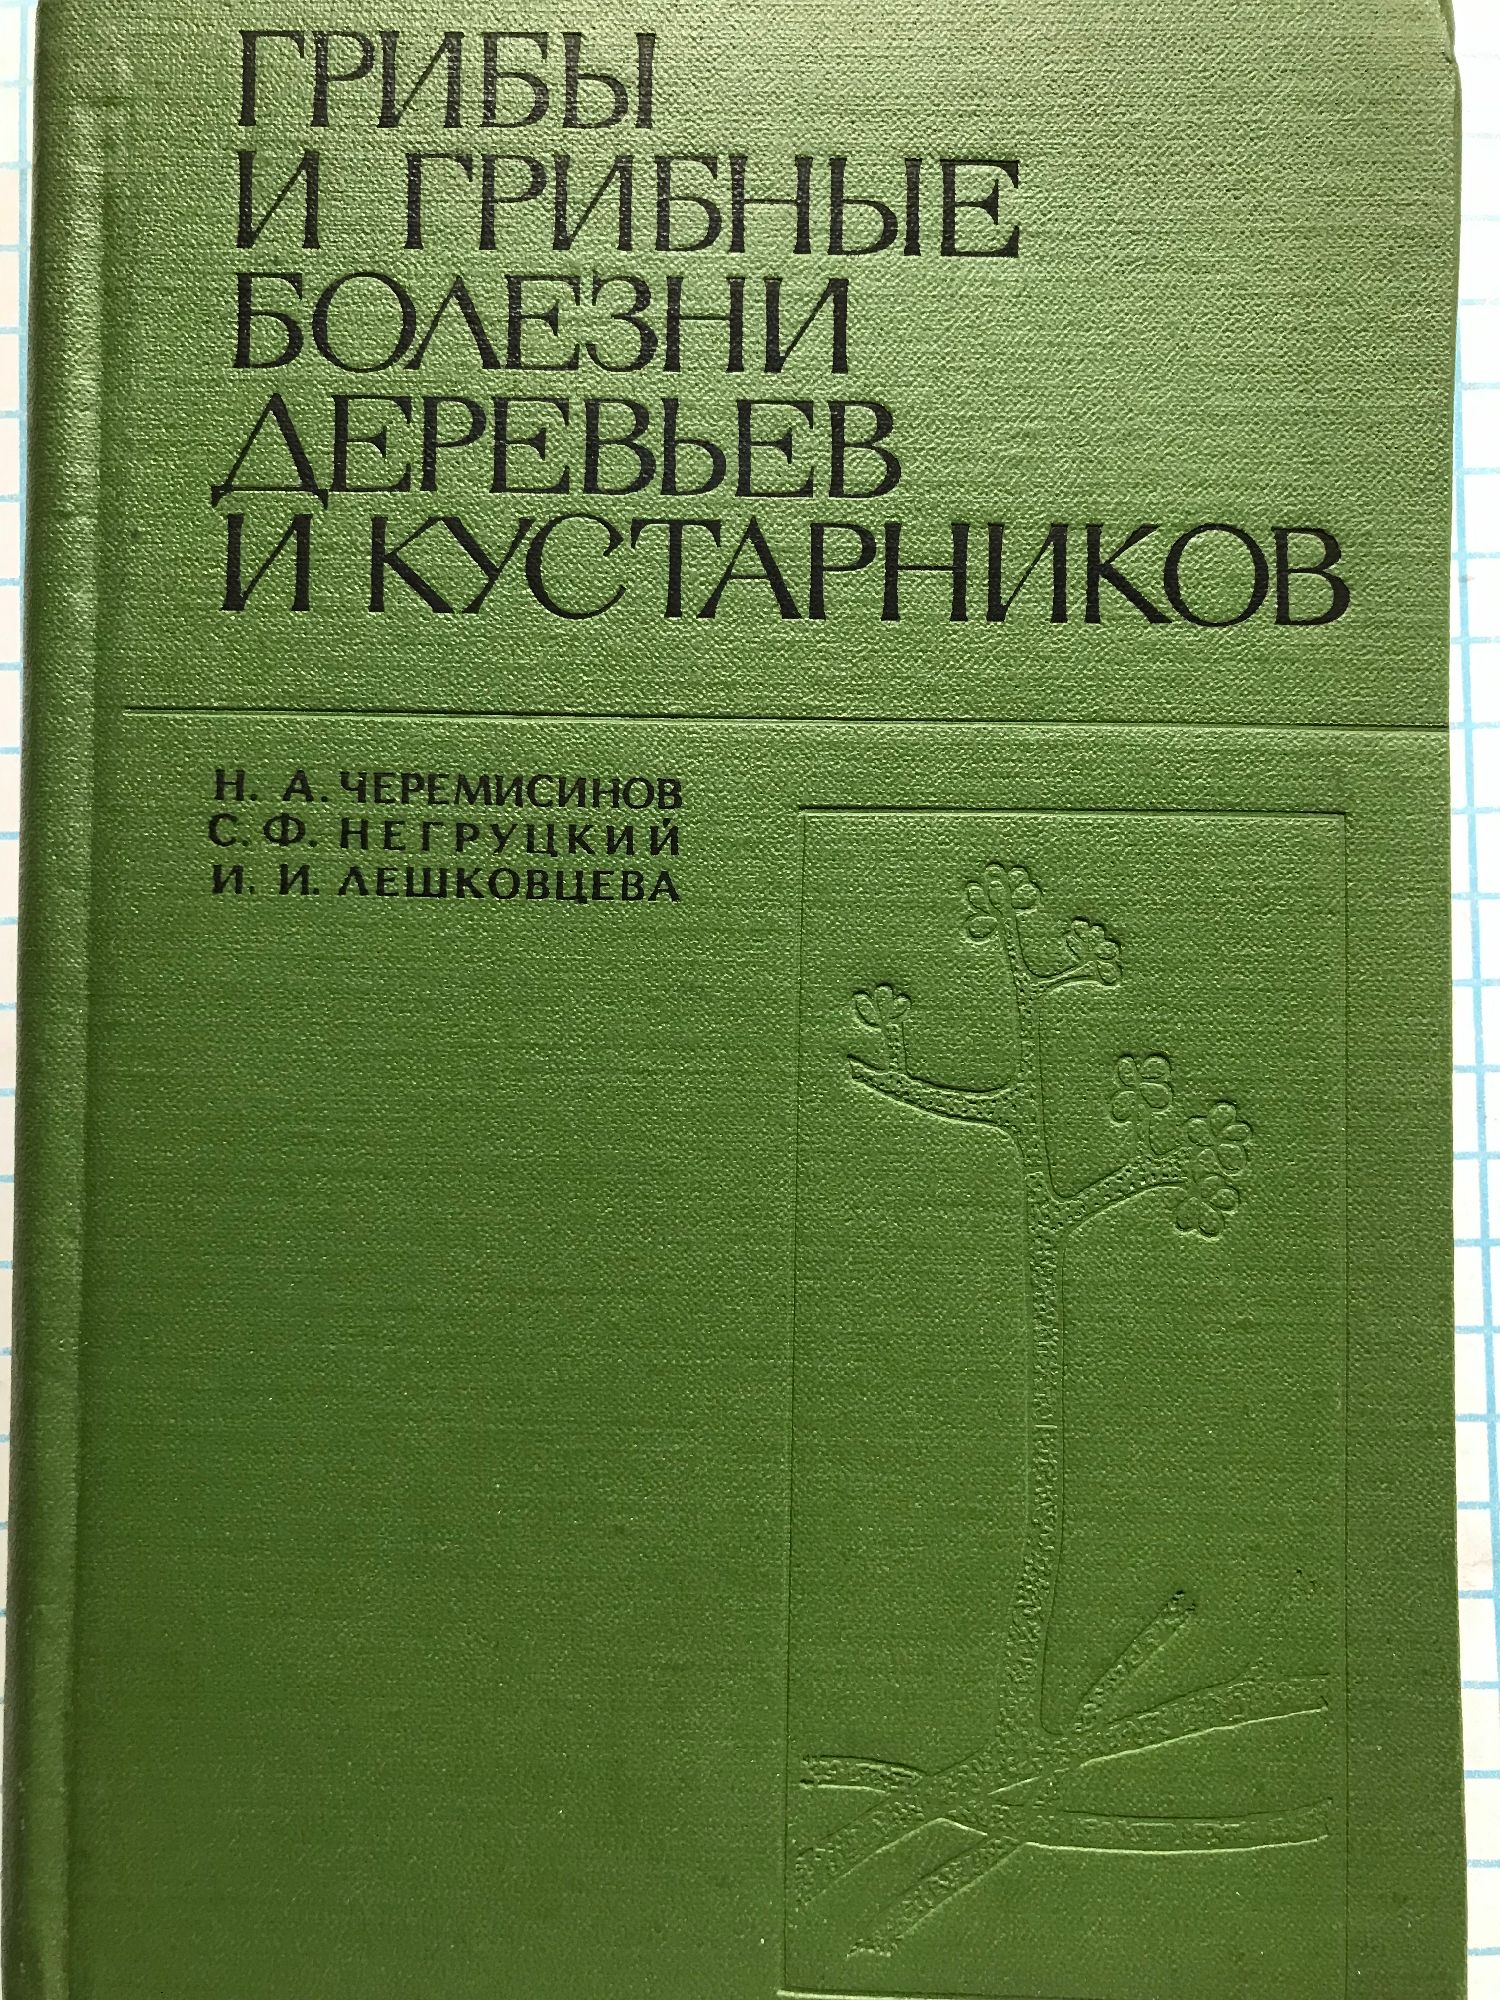 ГРИБЫ
И ГРИБНЫЕ
БОЛЕЗНИ
ДЕРЕВЬЕВ
И КУСТАРНИКОВ
Н. А. ЧЕРЕМИСИНОВ
С. Ф. НЕГРУЦКИЙ
И. И. ЛЕШКОВЦЕВА